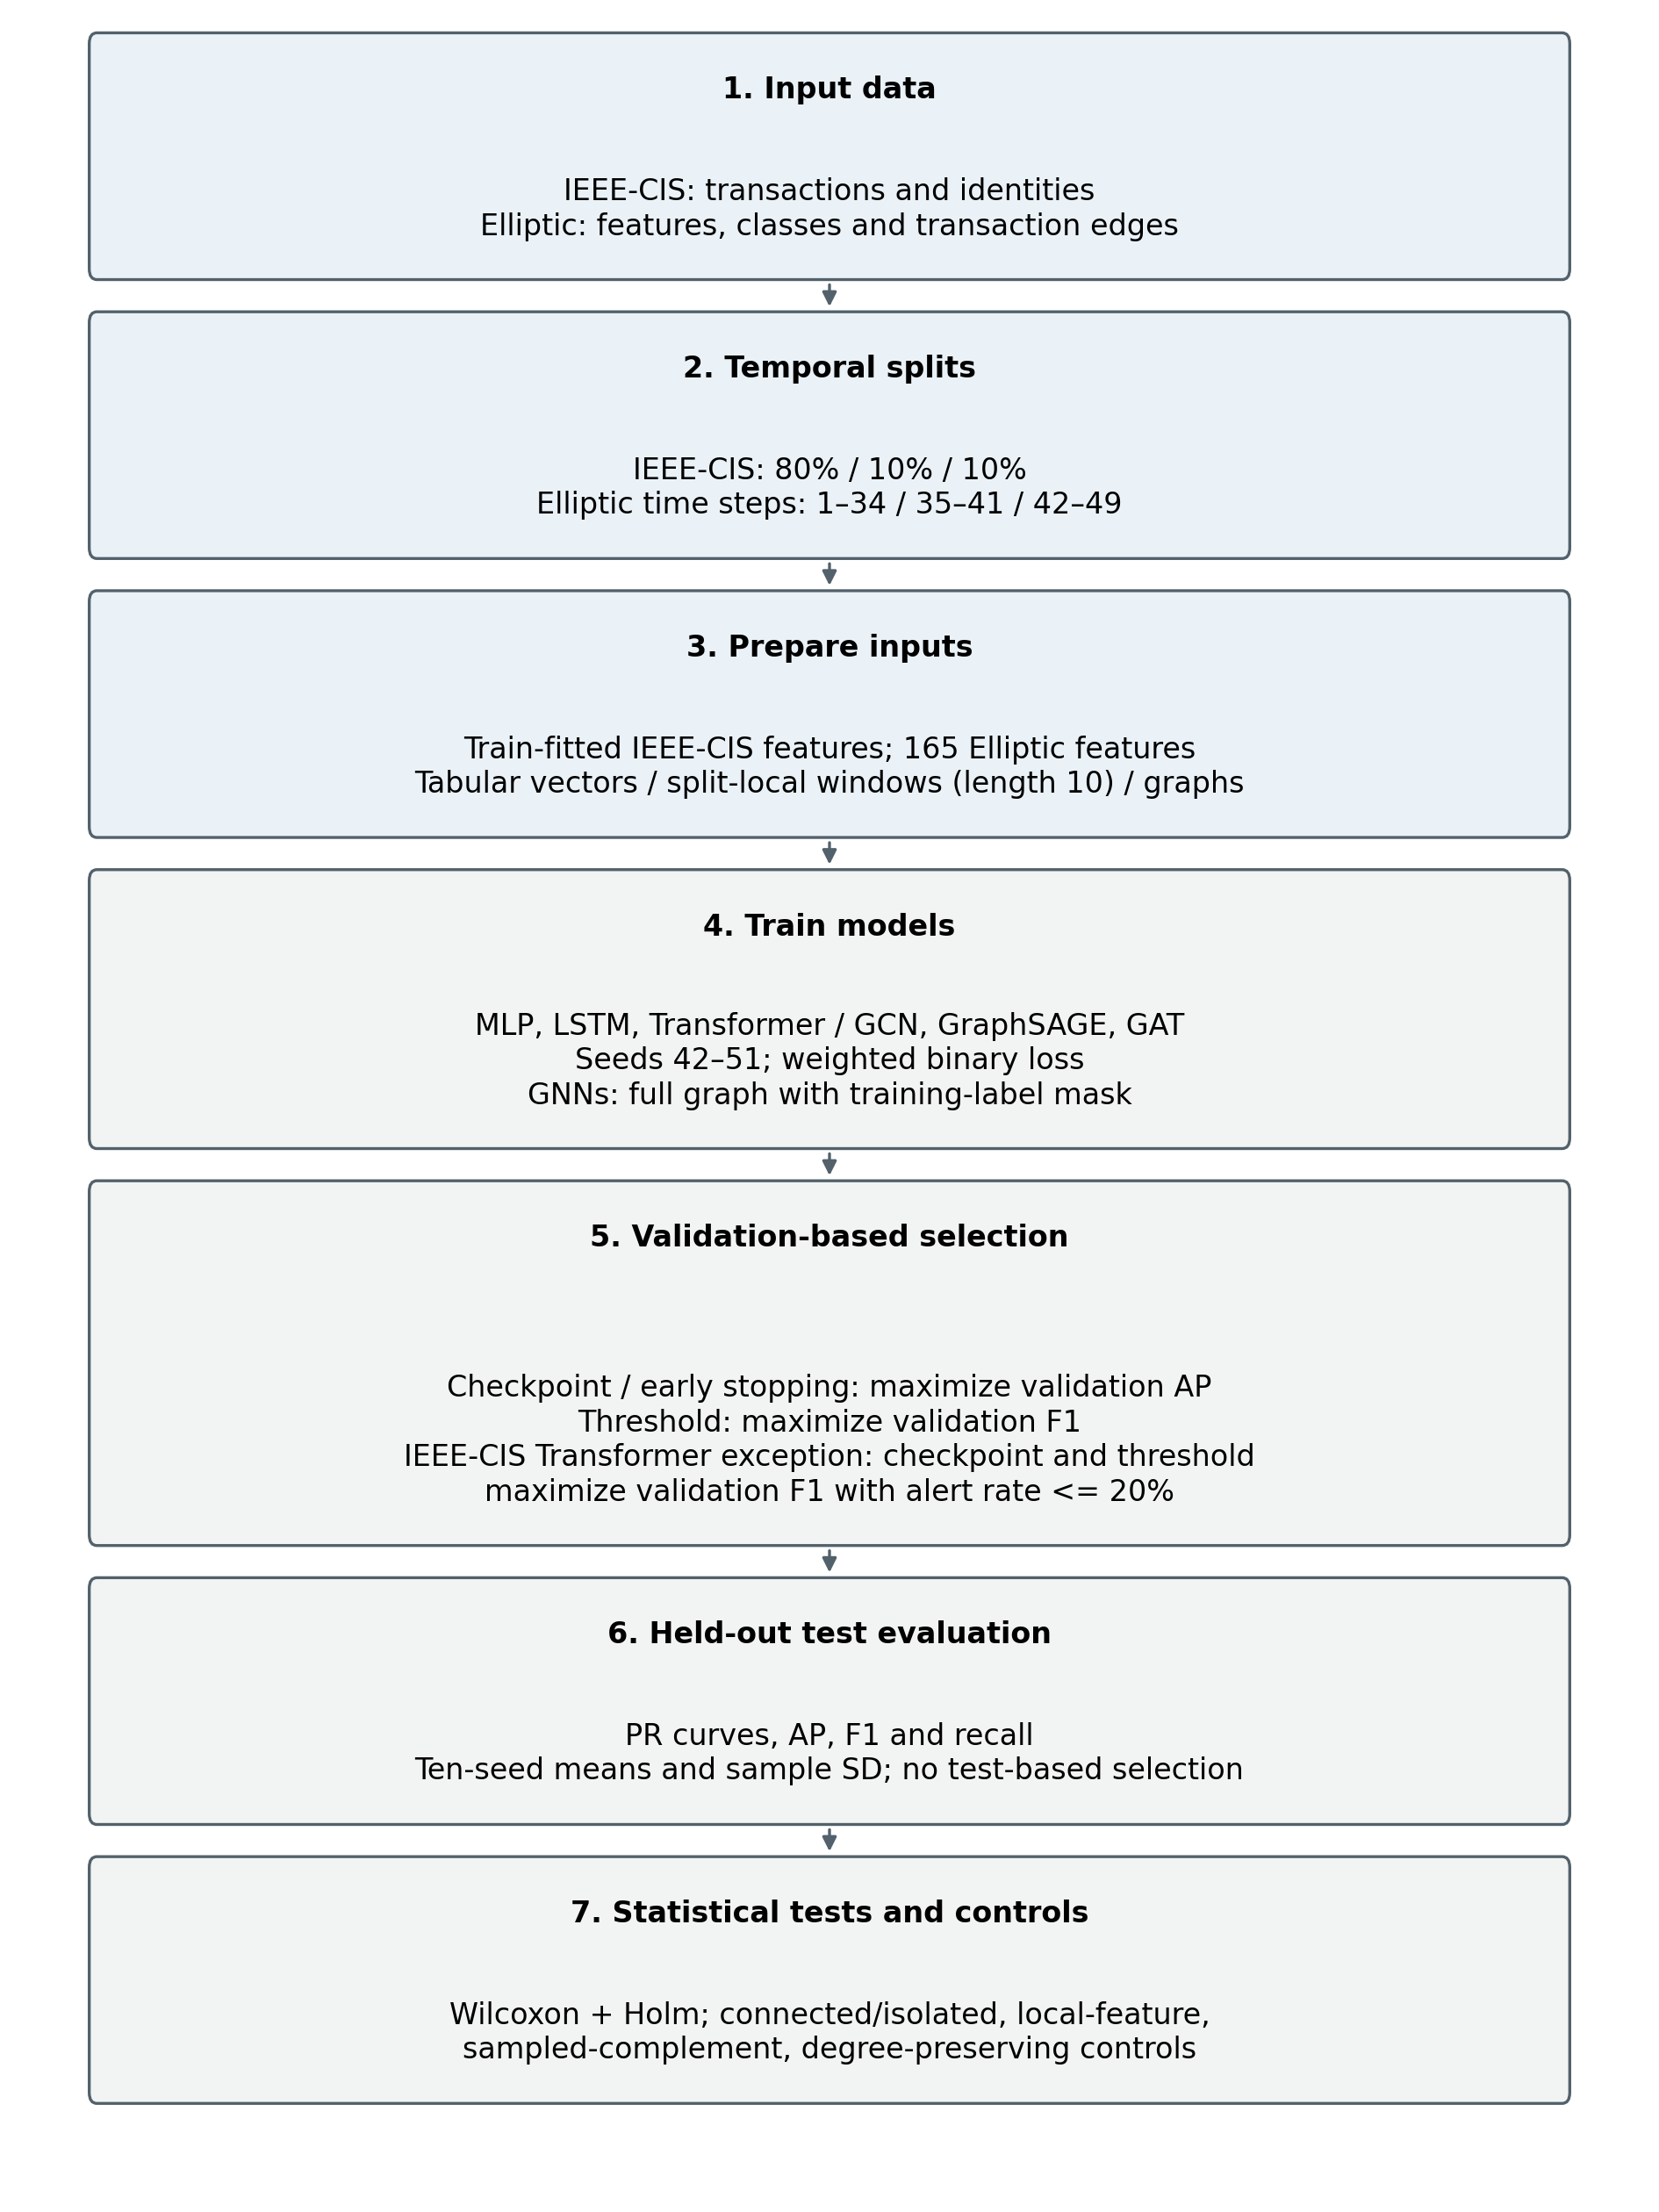 1. Input data
IEEE-CIS: transactions and identities
Elliptic: features, classes and transaction edges
2. Temporal splits
IEEE-CIS: 80% / 10% / 10%
Elliptic time steps: 1–34 / 35–41 / 42–49
3. Prepare inputs
Train-fitted IEEE-CIS features; 165 Elliptic features
Tabular vectors / split-local windows (length 10) / graphs
4. Train models
MLP, LSTM, Transformer / GCN, GraphSAGE, GAT
Seeds 42–51; weighted binary loss
GNNs: full graph with training-label mask
5. Validation-based selection
Checkpoint / early stopping: maximize validation AP
Threshold: maximize validation F1
IEEE-CIS Transformer exception: checkpoint and threshold
maximize validation F1 with alert rate <= 20%
6. Held-out test evaluation
PR curves, AP, F1 and recall
Ten-seed means and sample SD; no test-based selection
7. Statistical tests and controls
Wilcoxon + Holm; connected/isolated, local-feature,
sampled-complement, degree-preserving controls